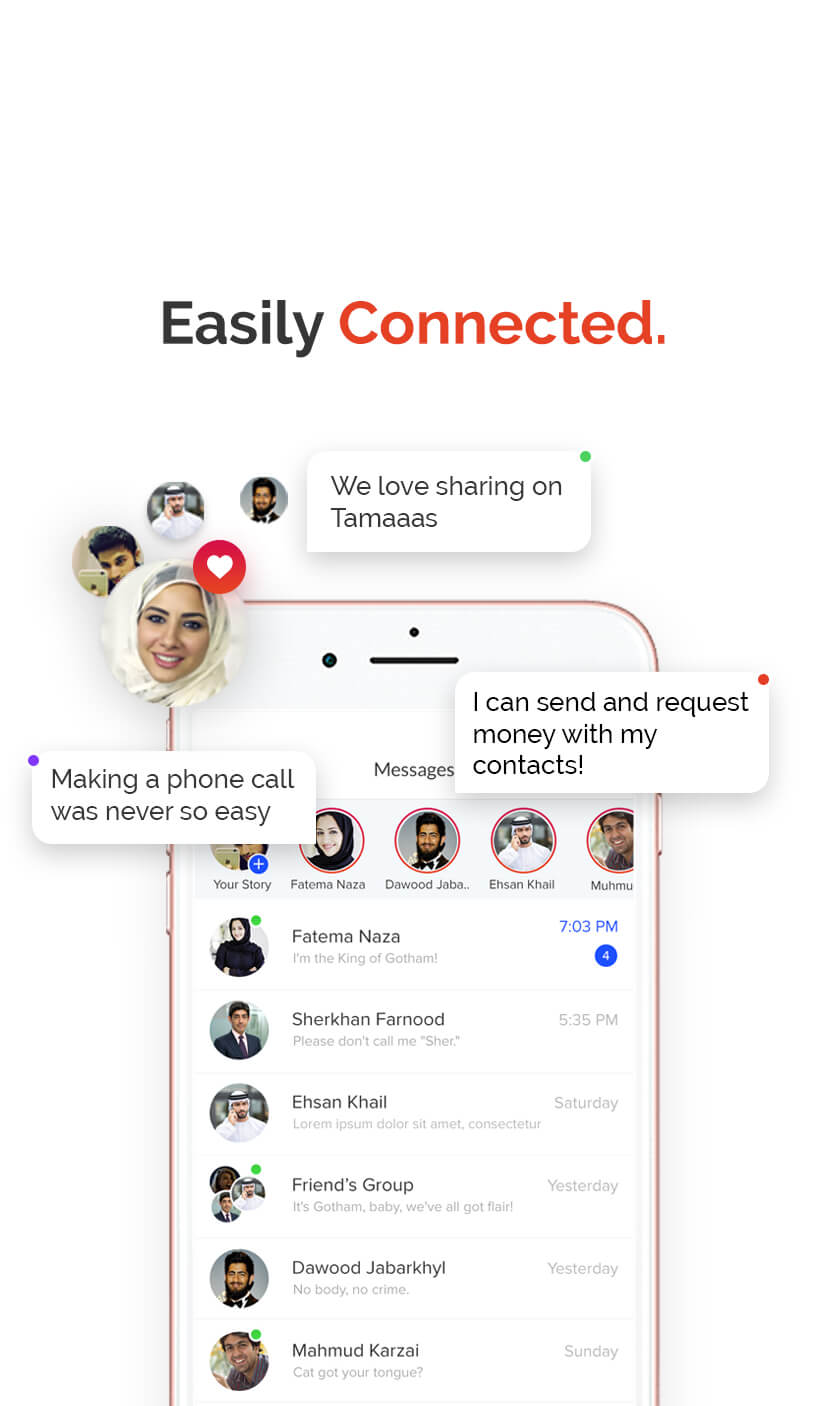 Easily Connected.
We love sharing on
Tamaaas
I can send and request
money with my
contacts!
Making a phone call
was never so easy
Messages
Your Story
Fatema Naza
Dawood Jaba..
Ehsan Khail
Muhmu
Fatema Naza
7:03 PM
I'm the King of Gotham!
4
Sherkhan Farnood
5:35 PM
Please don't call me "Sher."
Ehsan Khail
Saturday
Lorem ipsum dolor sit amet, consectetur
Friend's Group
Yesterday
It's Gotham, baby, we've all got flair!
Dawood Jabarkhyl
Yesterday
No body, no crime.
Mahmud Karzai
Sunday
Cat got your tongue?